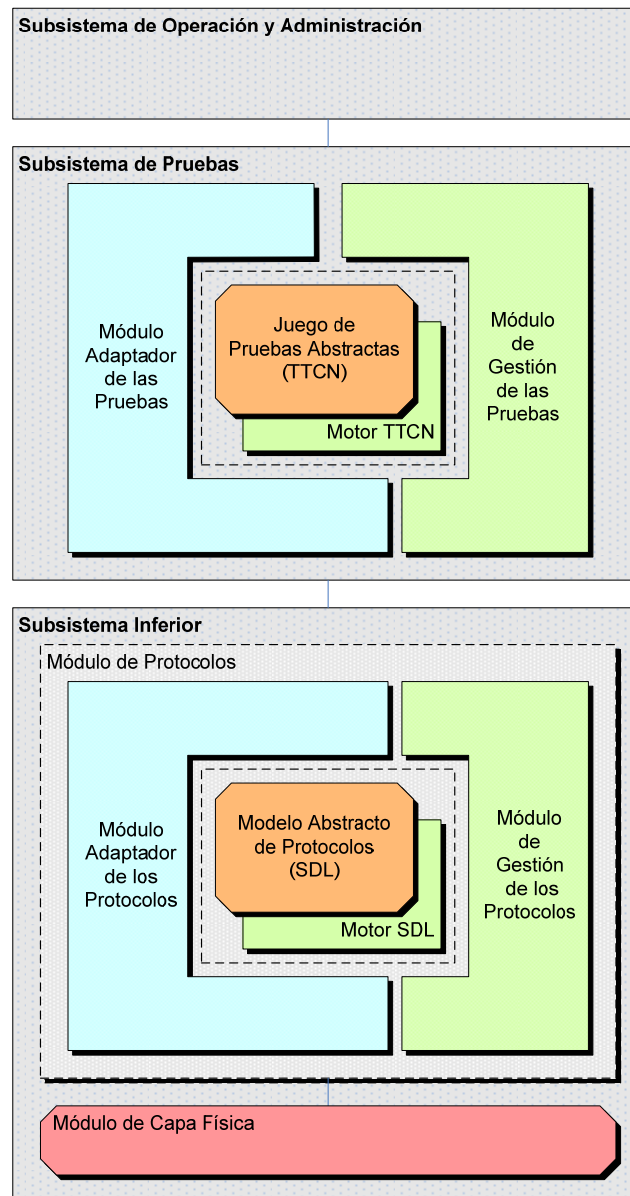 Subsistema de Operación y Administración
Subsistema de Pruebas
Módulo
Adaptador
de las
Pruebas
Juego de
Pruebas Abstractas
(TTCN)
Motor TTCN
Módulo
de
Gestión
de las
Pruebas
Subsistema Inferior
Módulo de Protocolos
Módulo
Adaptador
de los
Protocolos
Modelo Abstracto
de Protocolos
(SDL)
Motor SDL
Módulo
de
Gestión
de los
Protocolos
Módulo de Capa Física